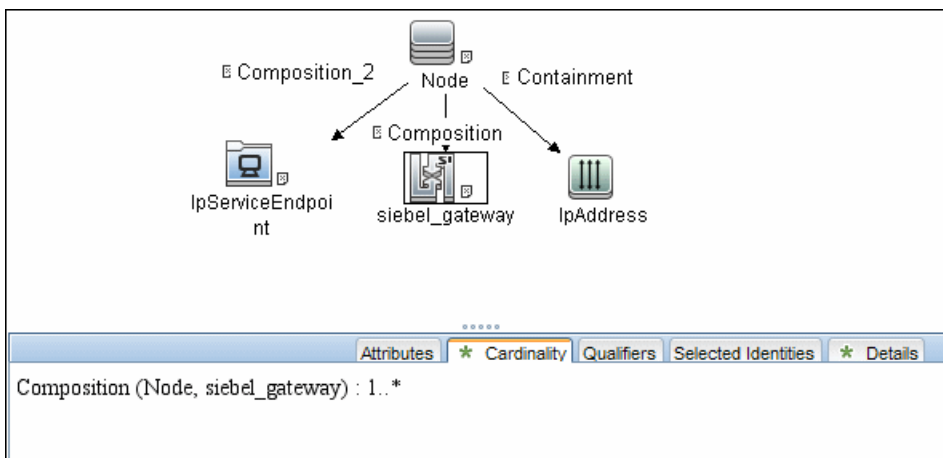 Composition_2
Node
Containment
Composition
IpServiceEndpoi
nt
siebel_gateway
IpAddress
Attributes
* Cardinality
Qualifiers
Selected Identities
* Details
Composition (Node, siebel_gateway) : 1..*